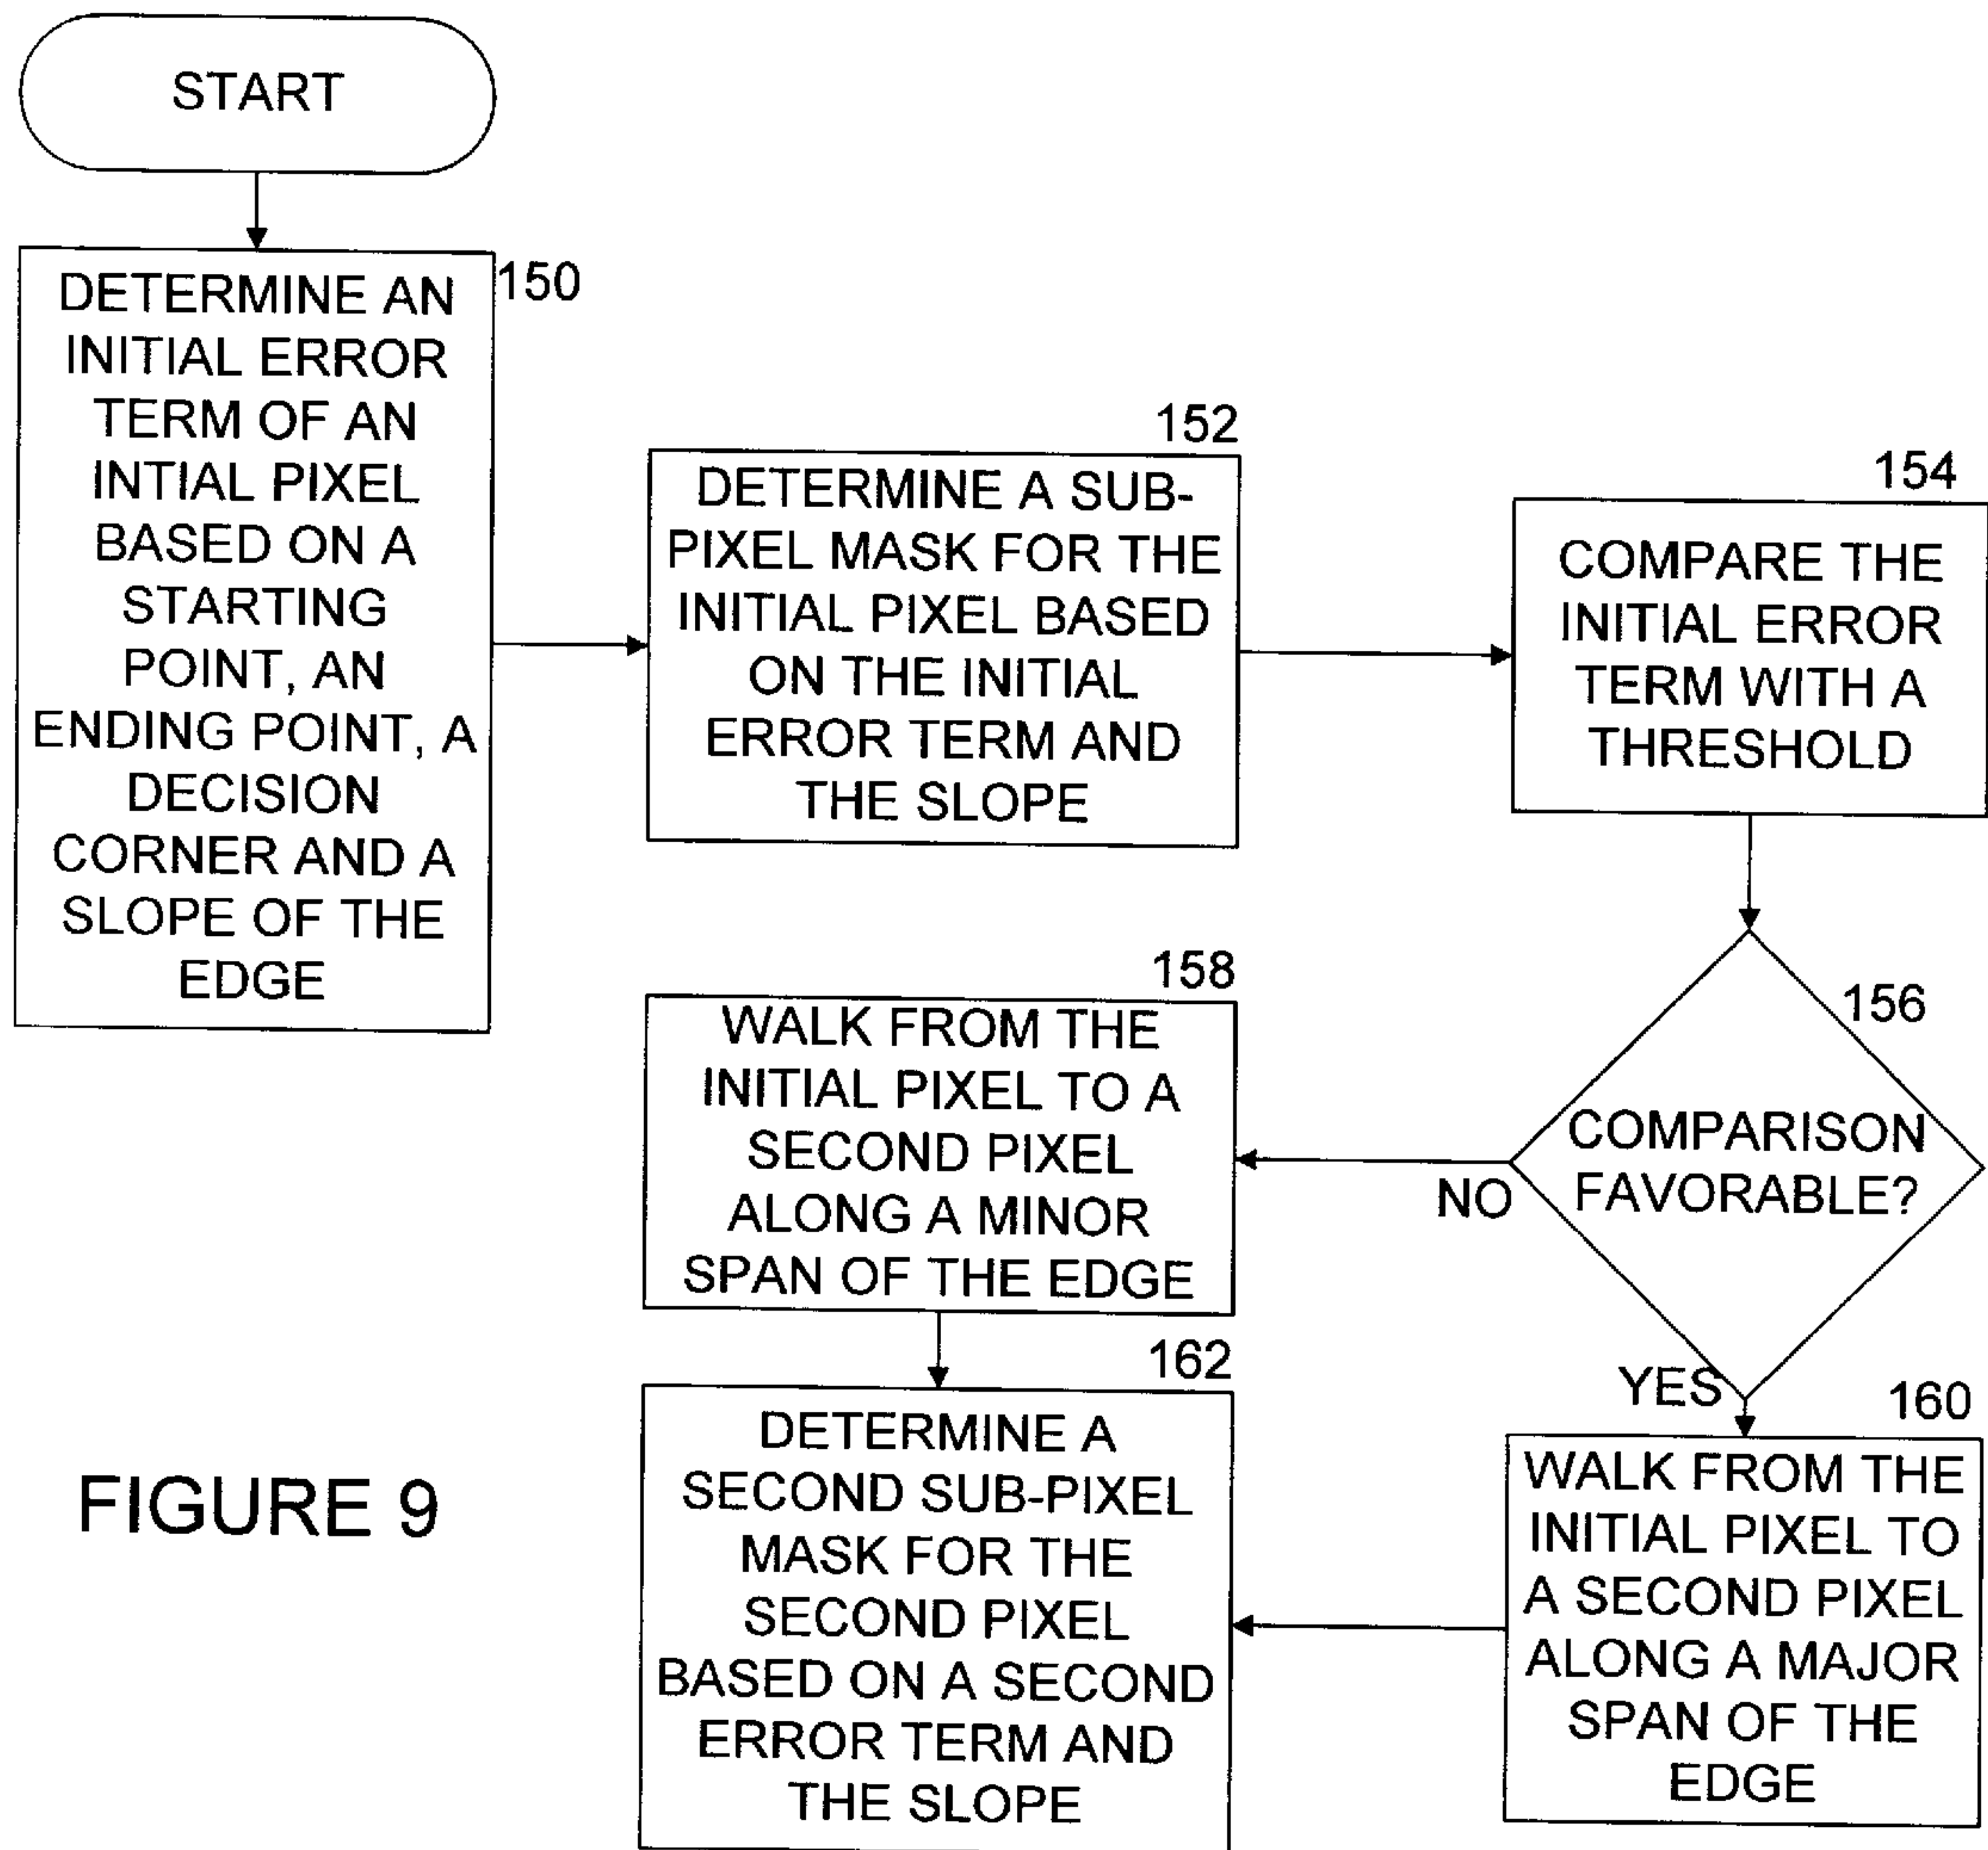 START
150
DETERMINE AN
INITIAL ERROR
TERM OF AN
INTIAL PIXEL
BASED ON A
STARTING
POINT, AN
ENDING POINT, A
DECISION
CORNER AND A
SLOPE OF THE
EDGE
152
DETERMINE A SUB-
PIXEL MASK FOR THE
INITIAL PIXEL BASED
ON THE INITIAL
ERROR TERM AND
THE SLOPE
154
COMPARE THE
INITIAL ERROR
TERM WITH A
THRESHOLD
156
COMPARISON
FAVORABLE?
NO
YES
158
WALK FROM THE
INITIAL PIXEL TO A
SECOND PIXEL
ALONG A MINOR
SPAN OF THE EDGE
160
WALK FROM THE
INITIAL PIXEL TO
A SECOND PIXEL
ALONG A MAJOR
SPAN OF THE
EDGE
162
DETERMINE A
SECOND SUB-PIXEL
MASK FOR THE
SECOND PIXEL
BASED ON A SECOND
ERROR TERM AND
THE SLOPE
FIGURE 9